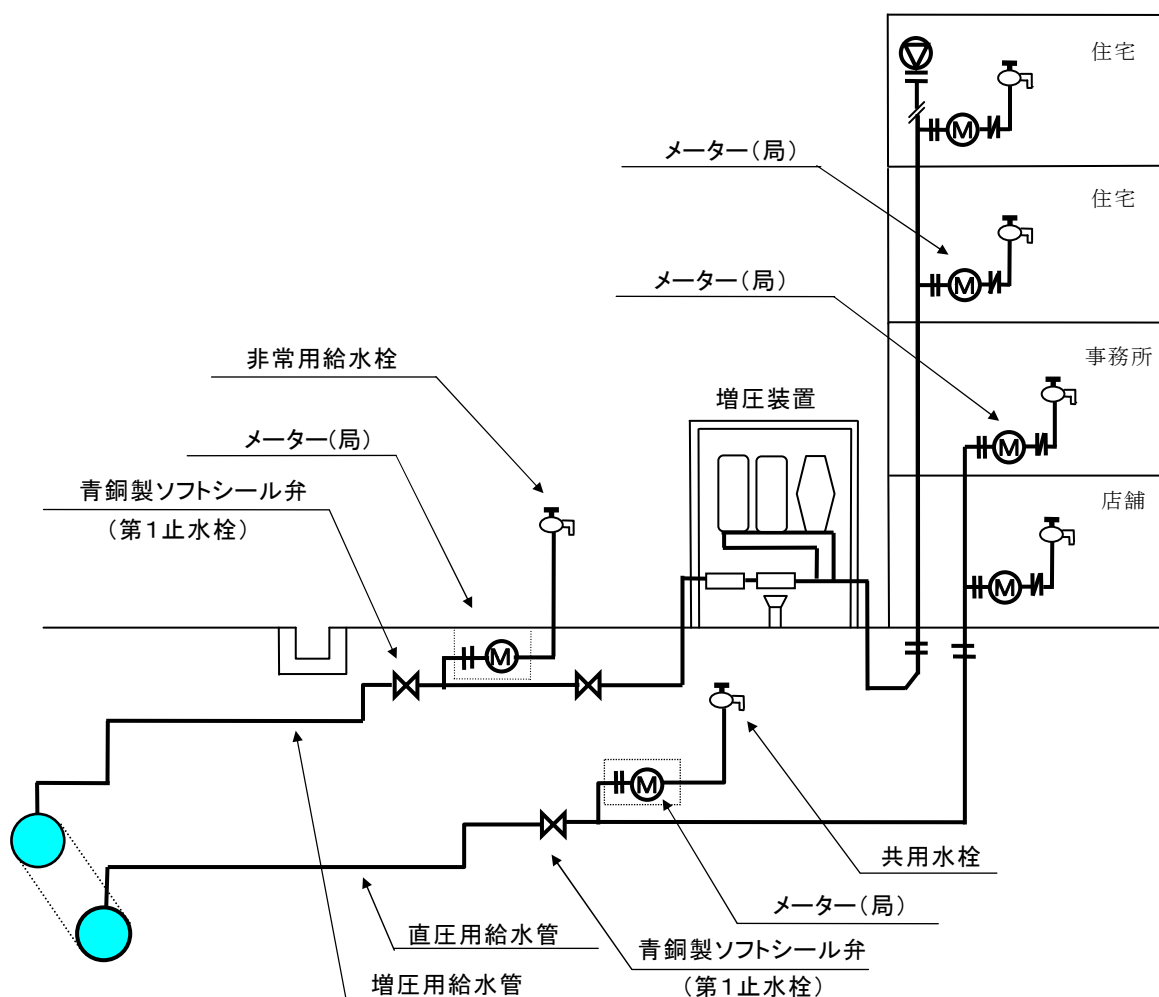 住宅
M
メーター(局)
住宅
M
メーター(局)
非常用給水栓
事務所
増圧装置
メーター(局)
M
青銅製ソフトシール弁
(第1止水栓)
店舗
M
M
M
共用水栓
メーター(局)
直圧用給水管
青銅製ソフトシール弁
(第1止水栓)
増圧用給水管